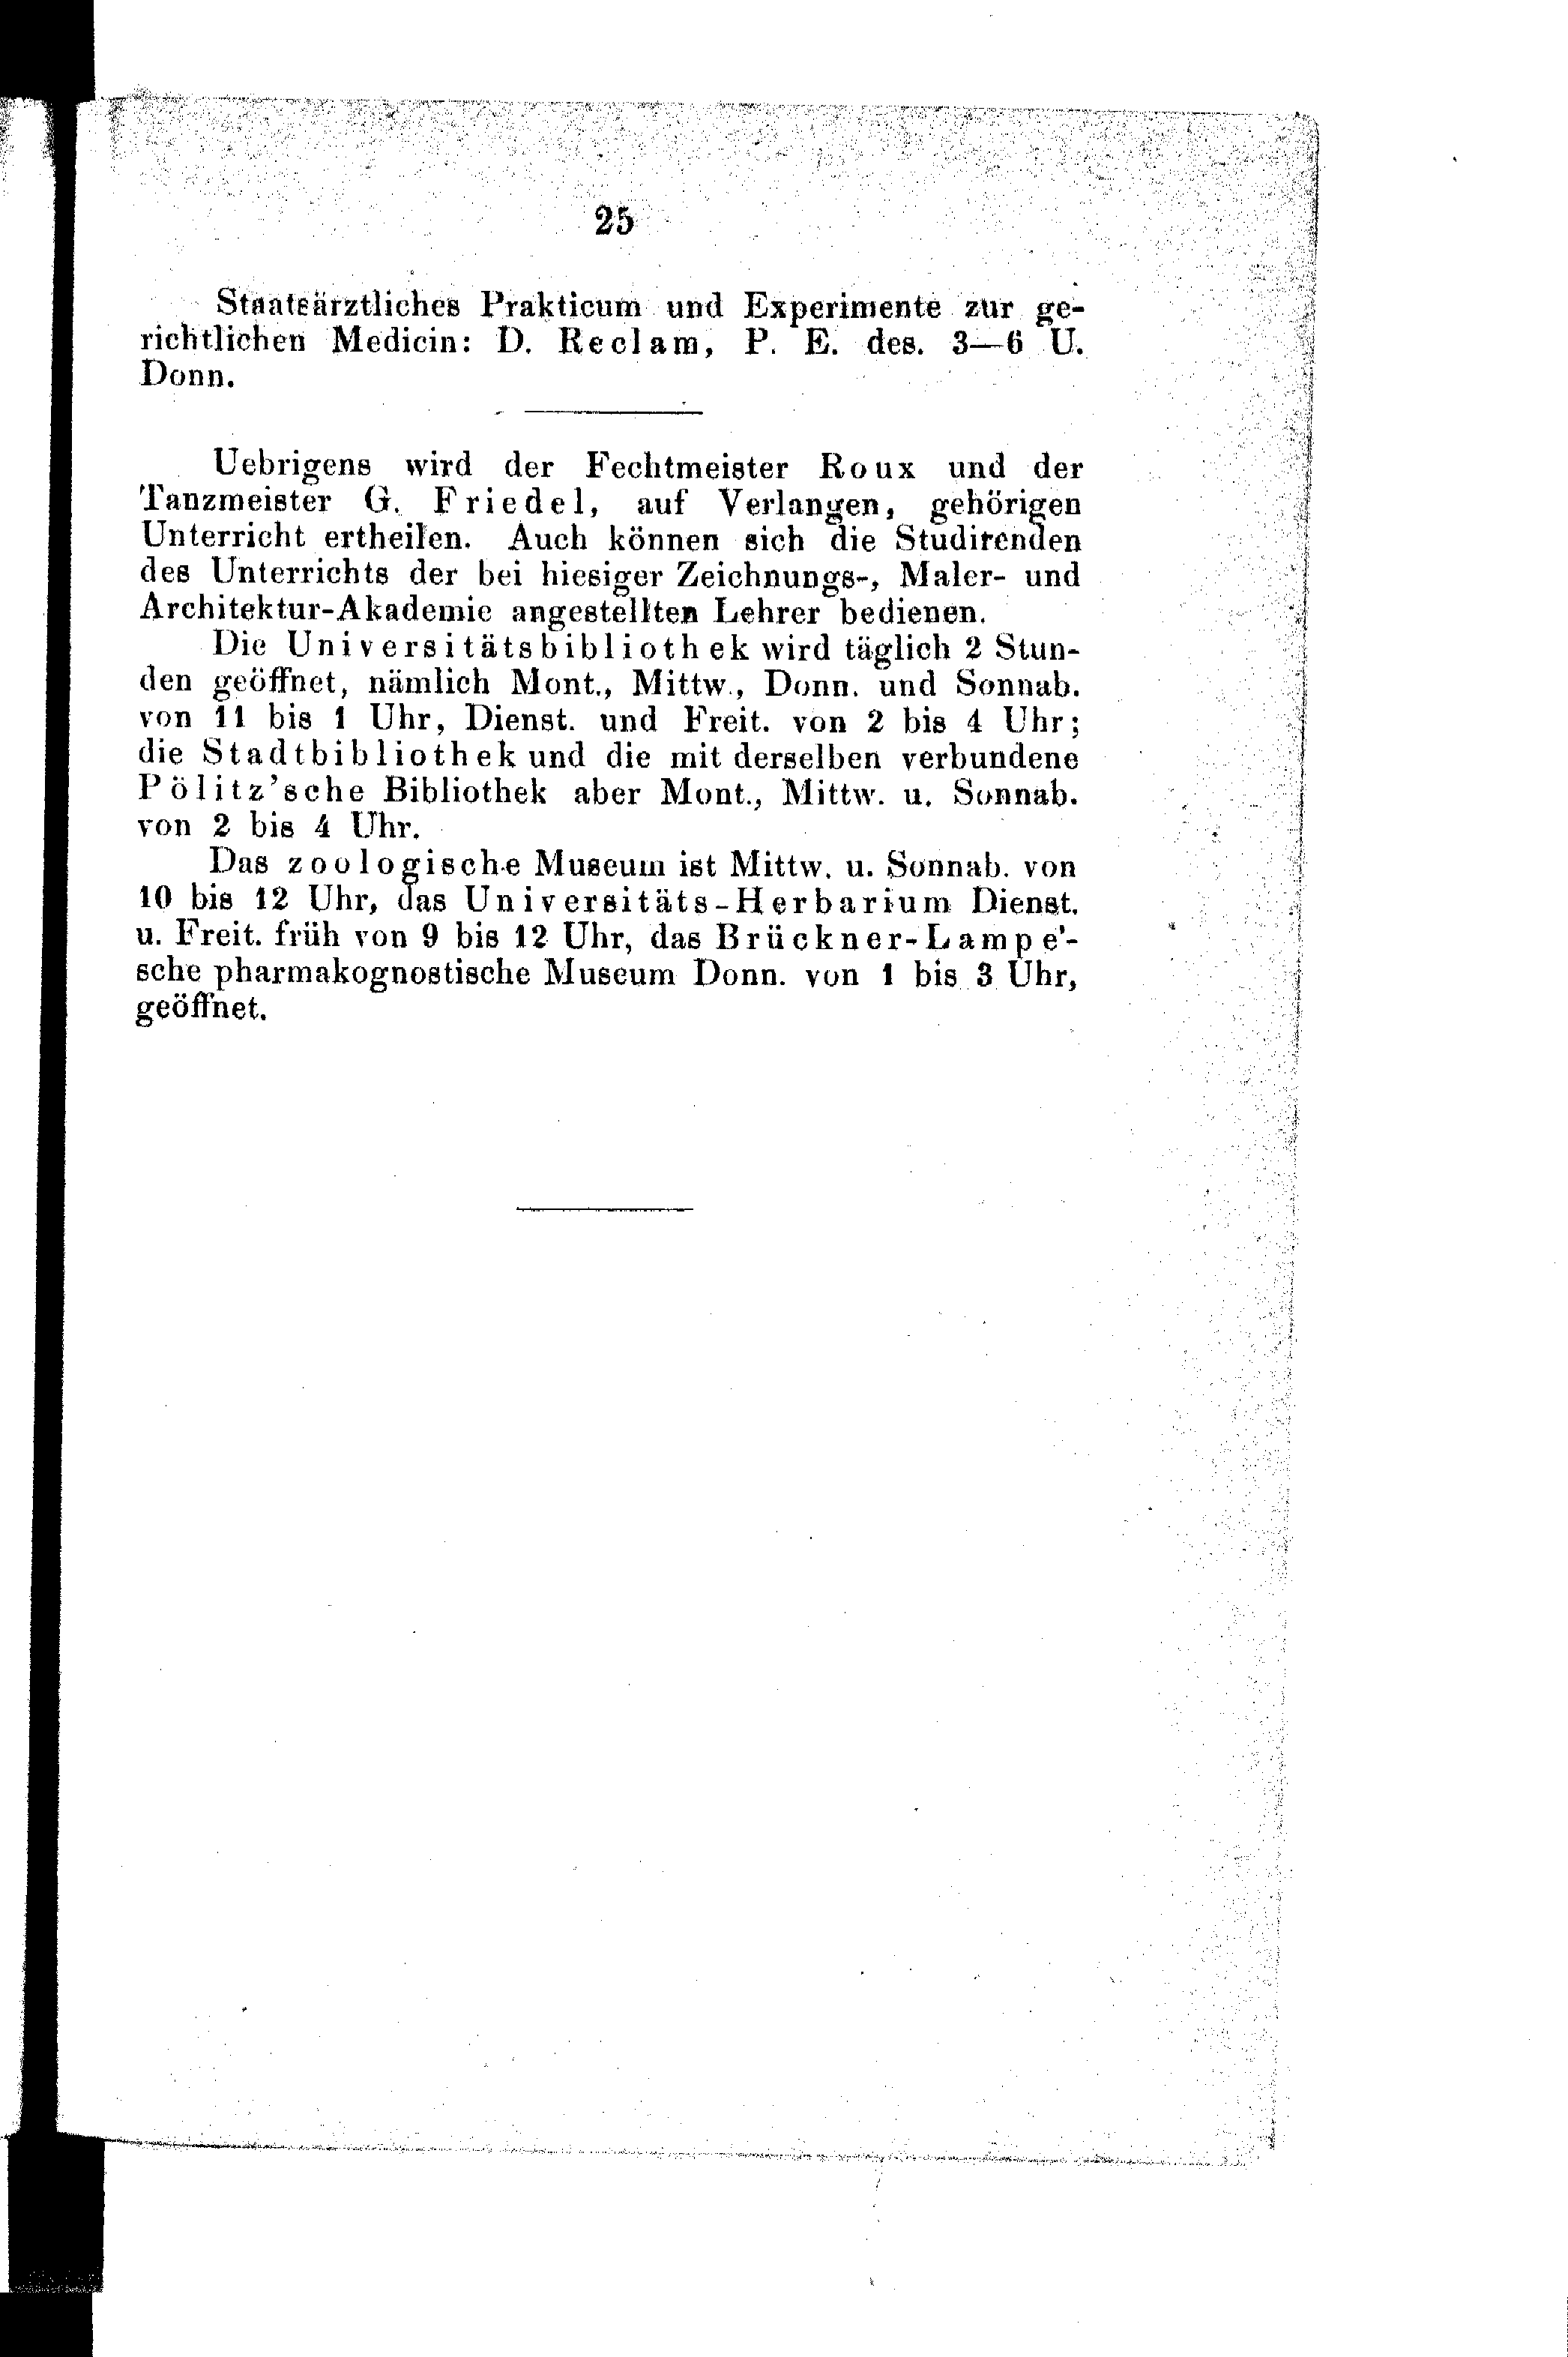 25
Staatsärztliches Prakticum und Experimente zur ge-
richtlichen Medicin: D. Reclam, P. E. des. 3—6 U.
Donn.
Uebrigens wird der Fechtmeister Roux und der
Tanzmeister G. Friedel, auf Verlangen, gehörigen
Unterricht ertheilen. Auch können sich die Studirenden
des Unterrichts der bei hiesiger Zeichnungs-, Maler- und
Architektur-Akademie angestellten Lehrer bedienen.
Die Universitätsbibliothek wird täglich 2 Stun-
den geöffnet, nämlich Mont., Mittw., Donn. und Sonnab.
von 11 bis 1 Uhr, Dienst. und Freit. von 2 bis 4 Uhr;
die Stadtbibliothek und die mit derselben verbundene
Pölitz'sche Bibliothek aber Mont., Mittw. u. Sonnab.
von 2 bis 4 Uhr.
Das zoologische Museum ist Mittw. u. Sonnab. von
10 bis 12 Uhr, das Universitäts-Herbarium Dienst.
u. Freit. früh von 9 bis 12 Uhr, das Brückner-Lampe'-
sche pharmakognostische Museum Donn. von 1 bis 3 Uhr,
geöffnet.